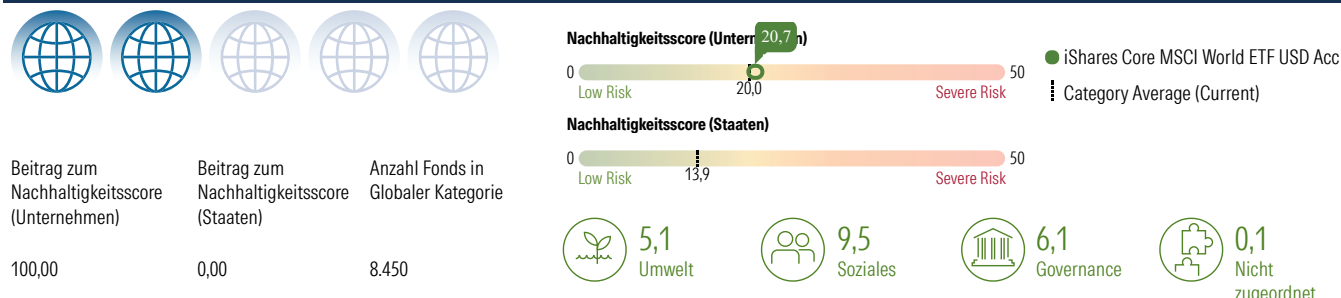 Beitrag zum
Nachhaltigkeitsscore
(Unternehmen)
100,00
Beitrag zum
Nachhaltigkeitsscore
(Staaten)
0,00
Anzahl Fonds in
Globaler Kategorie
8.450
Nachhaltigkeitsscore (Untern n)
20,7
0
50
Low Risk
20,0
Severe Risk
Nachhaltigkeitsscore (Staaten)
0
50
Low Risk
13,9
Severe Risk
iShares Core MSCI World ETF USD Acc
Category Average (Current)
5,1
Umwelt
9,5
Soziales
6,1
Governance
0,1
Nicht
zugeordnet